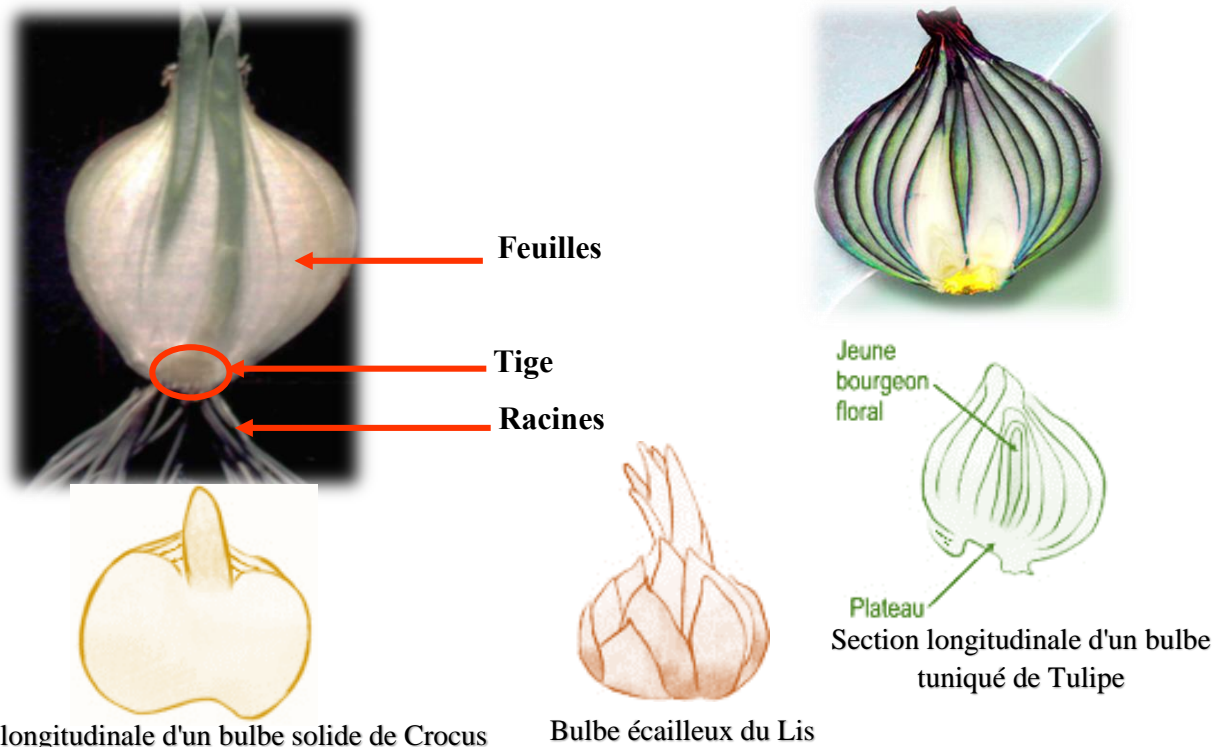 Feuilles
Tige
Racines
Jeune
bourgeon
floral
Plateau
Section longitudinale d'un bulbe
tuniqué de Tulipe
longitudinale d'un bulbe solide de Crocus
Bulbe écailleux du Lis